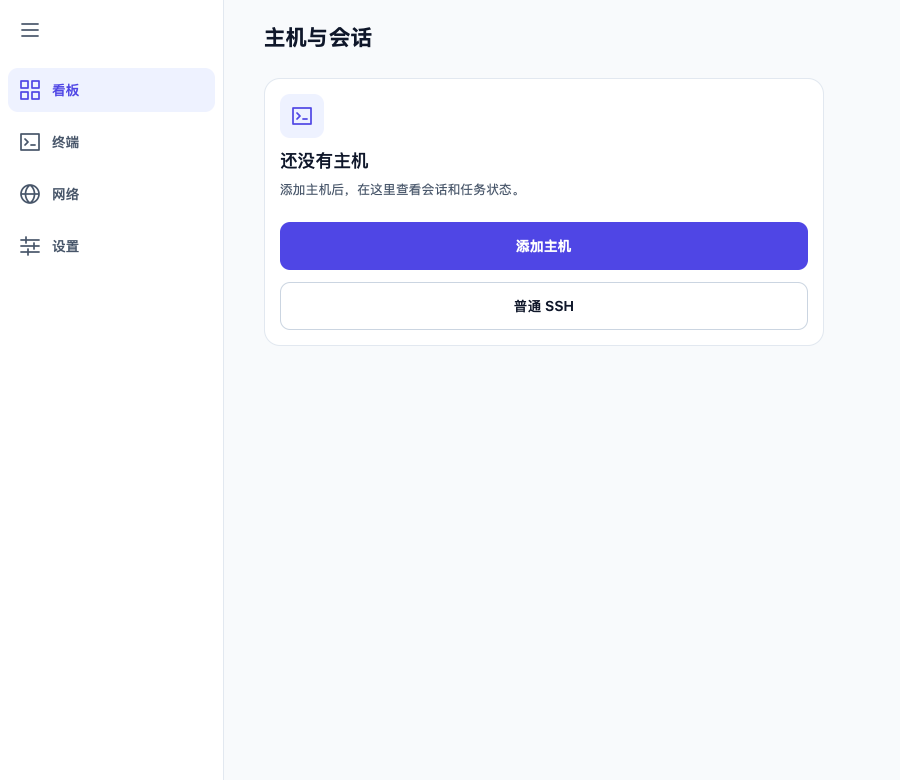 看板
终端
网络
设置
主机与会话
还没有主机
添加主机后，在这里查看会话和任务状态。
添加主机
普通 SSH